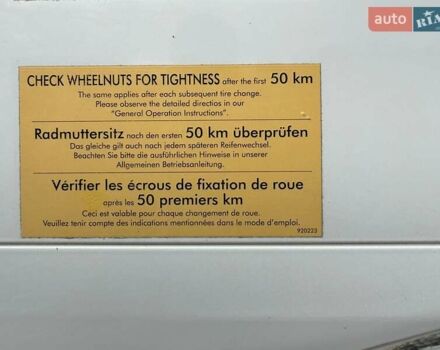 auto RIA
CHECK WHEELNUTS FOR TIGHTNESS after the first 50 km
The same applies after each subsequent tire change.
Please observe the detailed directios in our
"General Operation Instructions".
Radmuttersitz nach den ersten 50 km überprüfen
Das gleiche gilt auch nach jedem späteren Reifenwechsel.
Beachten Sie bitte die ausführlichen Hinweise in unserer
Allgemeinen Betriebsanleitung.
Vérifier les écrous de fixation de roue
après les 50 premiers km
Ceci est valable pour chaque changement de roue.
Veuillez tenir compte des indications mentionnées dans le mode d'emploi.
920223